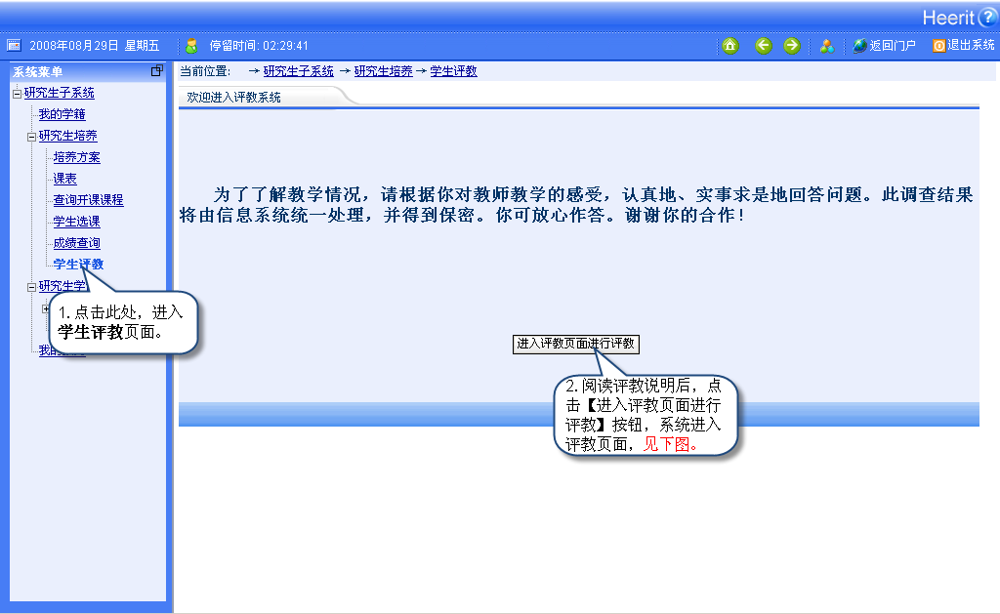 Heerit
2008年08月29日 星期五
停留时间: 02:29:41
返回门户
退出系统
系统菜单
当前位置: → 研究生子系统 → 研究生培养 → 学生评教
研究生子系统
我的学籍
研究生培养
培养方案
课表
查询开课课程
学生选课
成绩查询
学生评教
研究生学
欢迎进入评教系统
为了了解教学情况，请根据你对教师教学的感受，认真地、实事求是地回答问题。此调查结果
将由信息系统统一处理，并得到保密。你可放心作答。谢谢你的合作！
1.点击此处，进入
学生评教页面。
进入评教页面进行评教
2.阅读评教说明后，点
击【进入评教页面进行
评教】按钮，系统进入
评教页面，见下图。